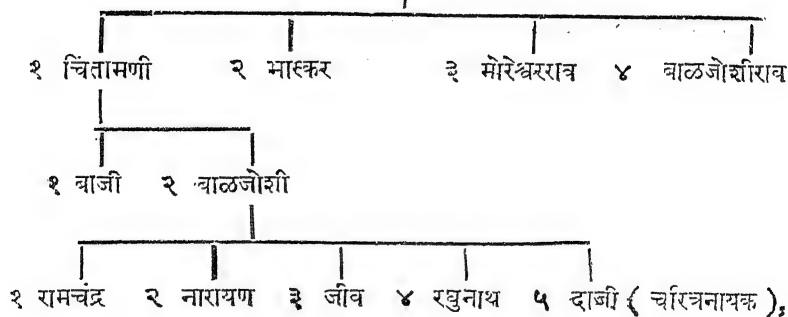 १ चिंतामणी २ भास्कर ३ मोरेश्वरराव ४ बाळजोशीराव
१ बाजी २ बाळजोशी
१ रामचंद्र २ नारायण ३ जीव ४ रघुनाथ ५ दाजी ( चरित्रनायक ).